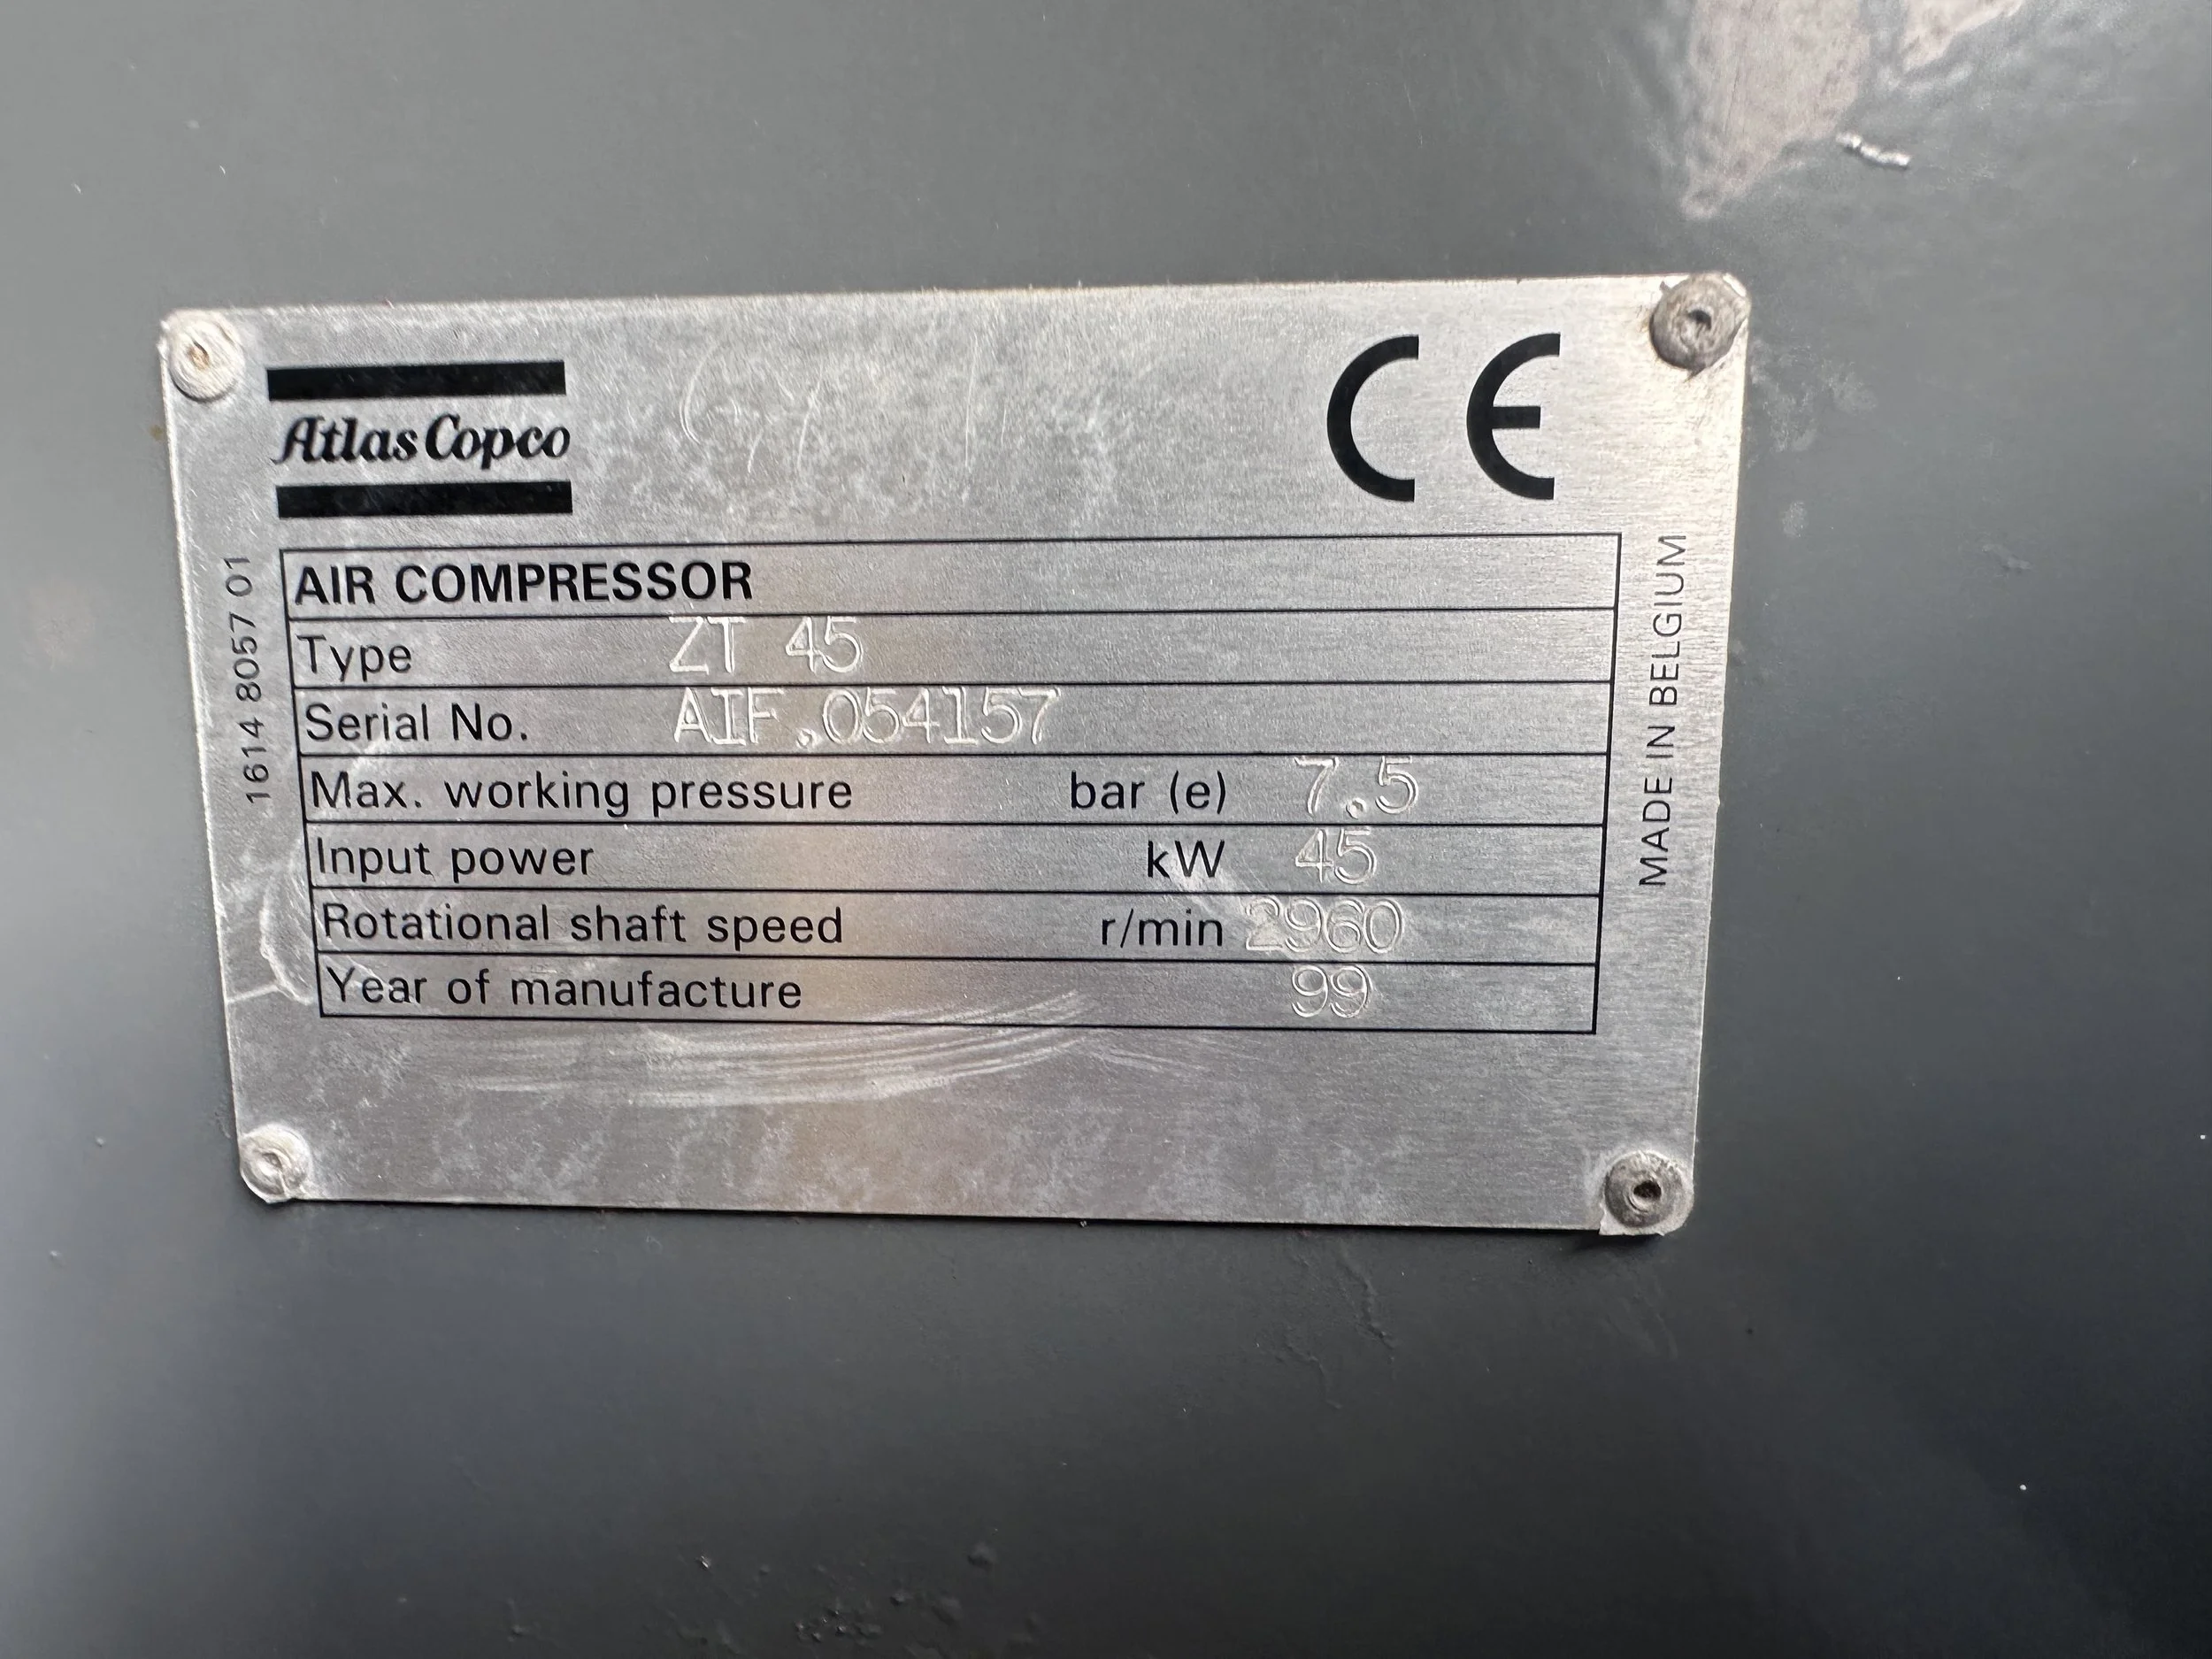 Atlas Copco
CE
AIR COMPRESSOR
Type ZT 45
Serial No. AIF.054157
Max. working pressure bar (e) 7.5
Input power kW 45
Rotational shaft speed r/min 2960
Year of manufacture 99
1614 8057 01
MADE IN BELGIUM